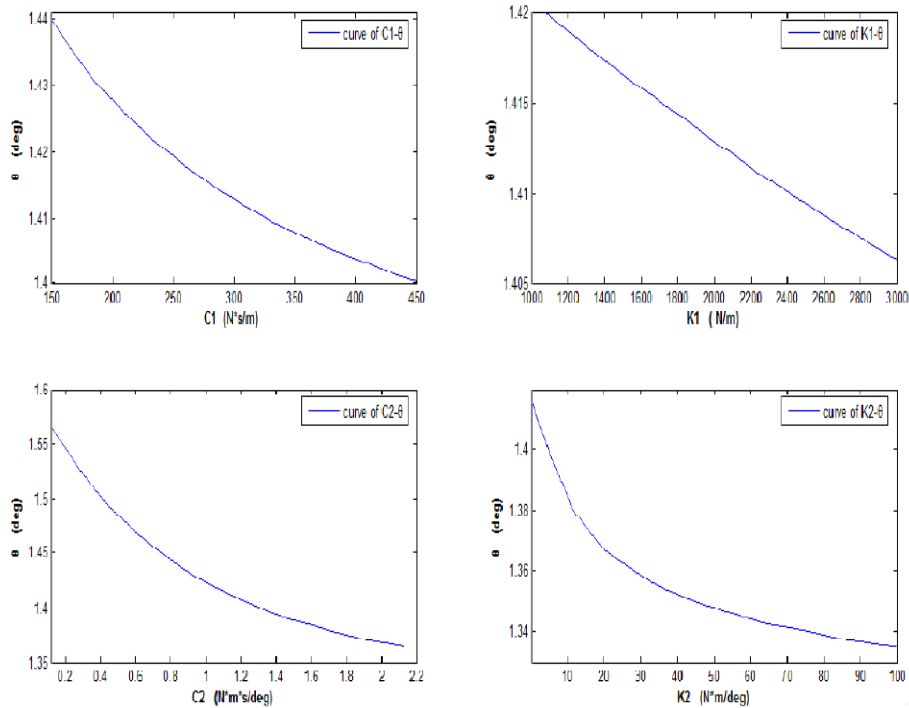 curve of C1-θ
1.44
1.43
1.42
1.41
1.4
θ (deg)
150 200 250 300 350 400 450
C1 (N*s/m)
curve of K1-θ
1.42
1.415
1.41
1.405
θ (deg)
1000 1200 1400 1600 1800 2000 2200 2400 2600 2800 3000
K1 ( N/m)
curve of C2-θ
1.6
1.55
1.5
1.45
1.4
1.35
θ (deg)
0.2 0.4 0.6 0.8 1 1.2 1.4 1.6 1.8 2 2.2
C2 (N*m*s/deg)
curve of K2-θ
1.4
1.38
1.36
1.34
θ (deg)
10 20 30 40 50 60 70 80 90 100
K2 (N*m/deg)